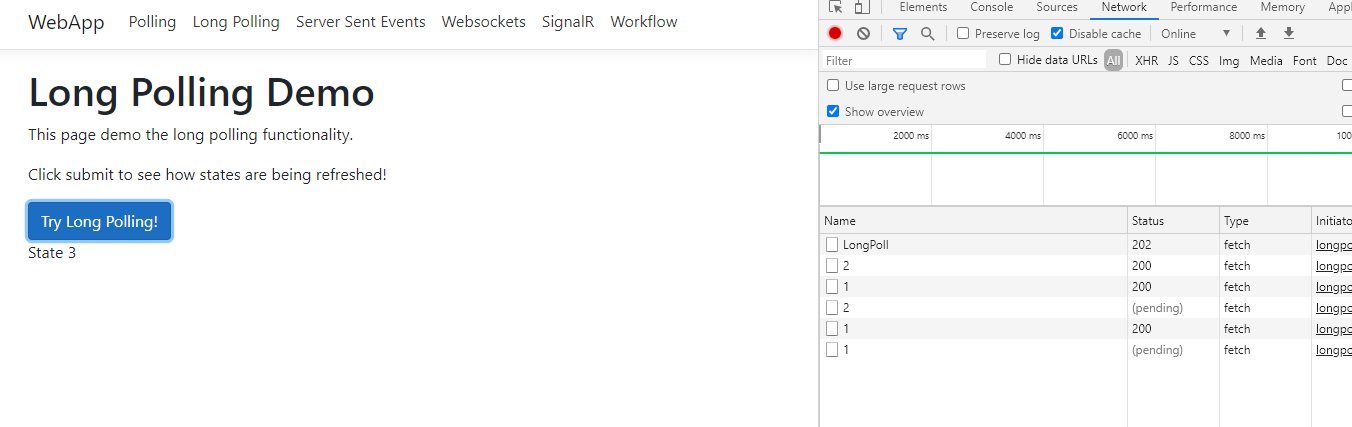 WebApp Polling Long Polling Server Sent Events Websockets SignalR Workflow
Long Polling Demo
This page demo the long polling functionality.
Click submit to see how states are being refreshed!
Try Long Polling!
State 3
Elements Console Sources Network Performance Memory Appl
Preserve log Disable cache Online ▼
Filter Hide data URLs All XHR JS CSS Img Media Font Doc
Use large request rows
Show overview
2000 ms 4000 ms 6000 ms 8000 ms 100
Name Status Type Initiato
LongPoll 202 fetch longpo
2 200 fetch longpo
1 200 fetch longpo
2 (pending) fetch longpo
1 200 fetch longpo
1 (pending) fetch longpo